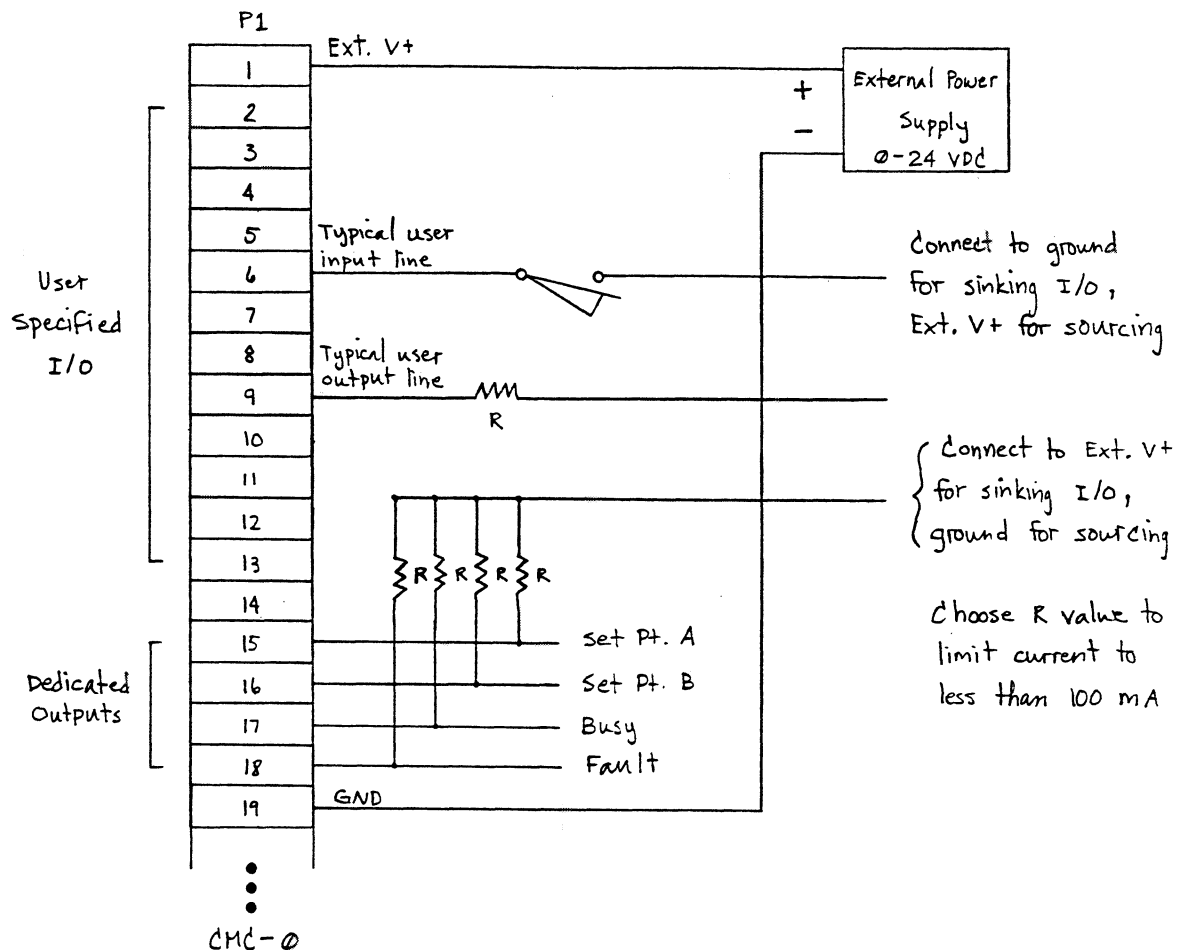 P1
Ext. V+
1
2
3
4
5
6
7
8
9
10
11
12
13
14
15
16
17
18
19
User
Specified
I/O
Dedicated
Outputs
Typical user
input line
Typical user
output line
R
R
R
R
R
Set Pt. A
Set Pt. B
Busy
Fault
GND
CMC-0
+
-
External Power
Supply
0-24 VDC
Connect to ground
for sinking I/O,
Ext. V+ for sourcing
Connect to Ext. V+
for sinking I/O,
ground for sourcing
Choose R value to
limit current to
less than 100 mA